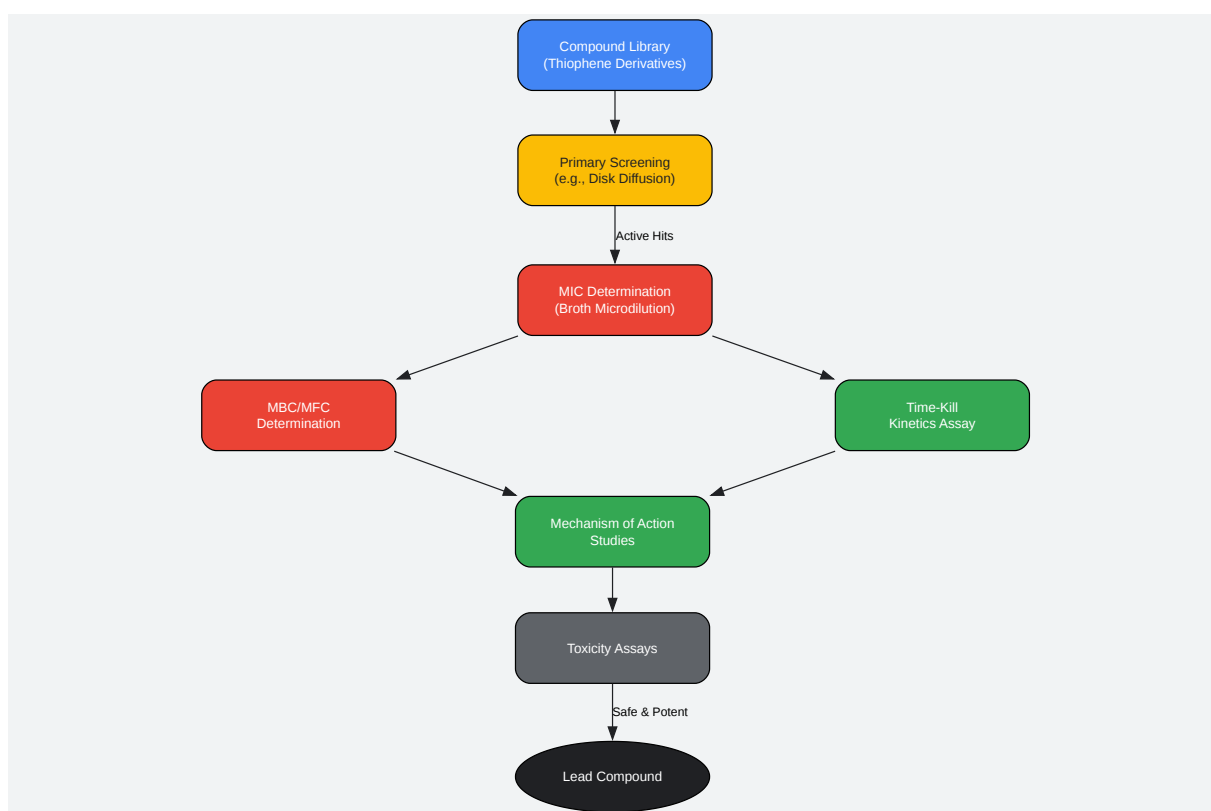 Compound Library
(Thiophene Derivatives)
Primary Screening
(e.g., Disk Diffusion)
Active Hits
MIC Determination
(Broth Microdilution)
MBC/MFC
Determination
Time-Kill
Kinetics Assay
Mechanism of Action
Studies
Toxicity Assays
Safe & Potent
Lead Compound